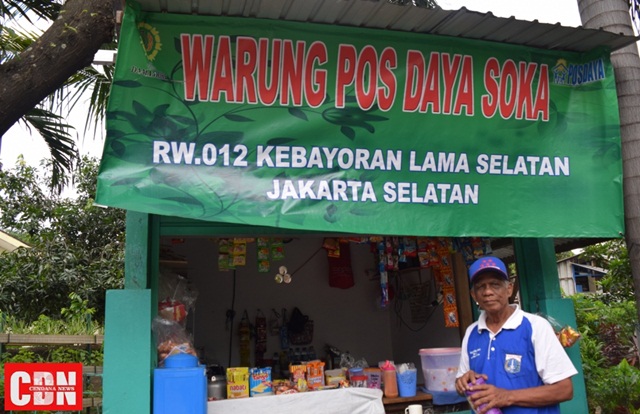 WARUNG POS DAYA SOKA
POSDAYA
RW.012 KEBAYORAN LAMA SELATAN
JAKARTA SELATAN
CDN
CENDANA NEWS